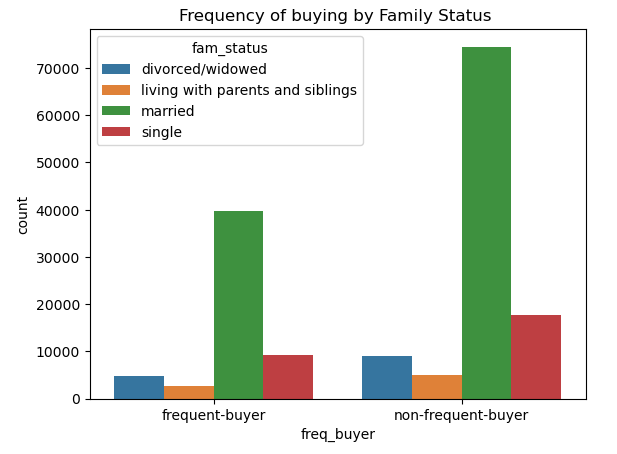 Frequency of buying by Family Status
fam_status
divorced/widowed
living with parents and siblings
married
single
70000
60000
50000
40000
30000
20000
10000
0
count
frequent-buyer
non-frequent-buyer
freq_buyer